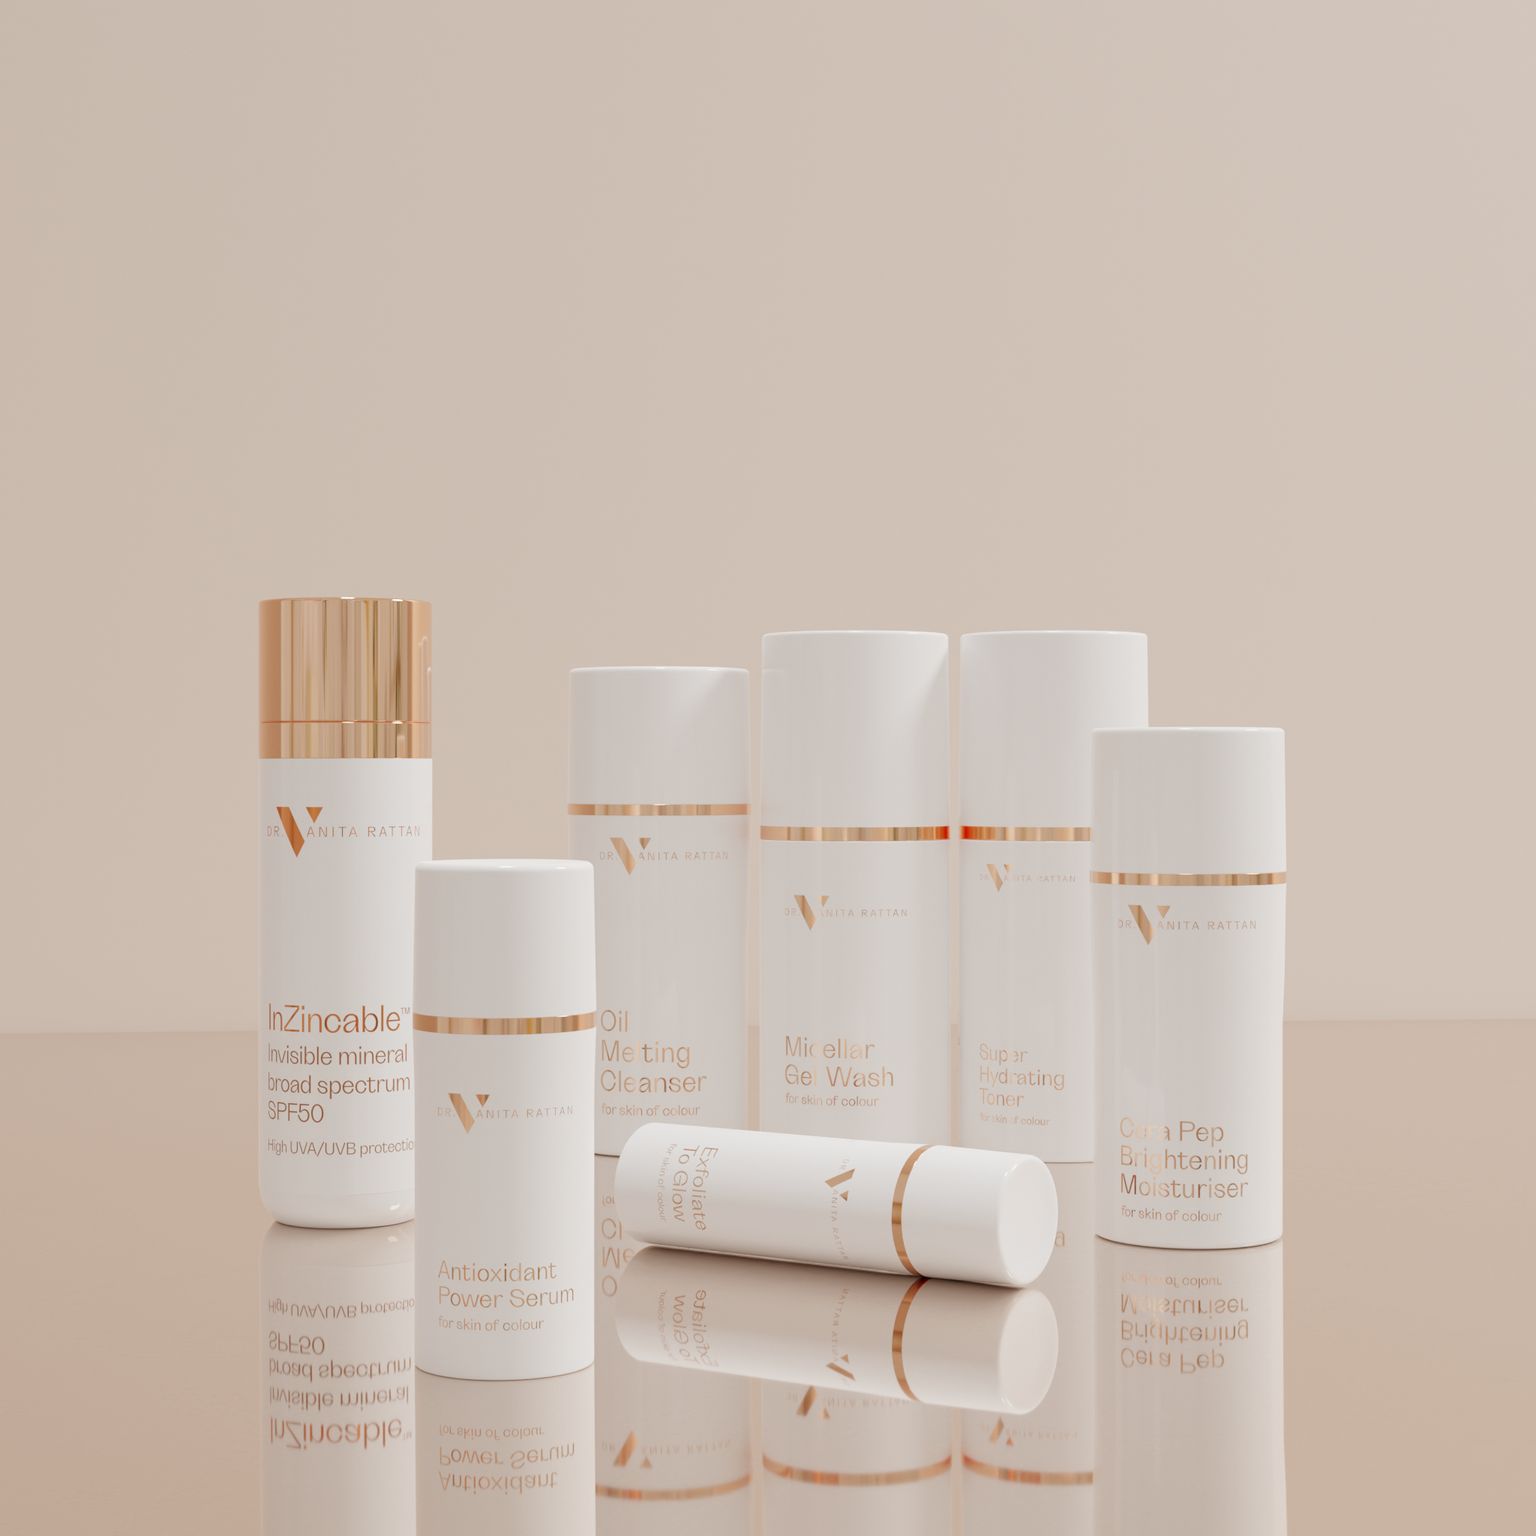 DR. VANITA RATTAN
InZincable™
Invisible mineral
broad spectrum
SPF50
High UVA/UVB protectio
DR. VANITA RATTAN
Antioxidant
Power Serum
for skin of colour
DR. VANITA RATTAN
Oil
Melting
Cleanser
for skin of colour
DR. VANITA RATTAN
Micellar
Gel Wash
for skin of colour
DR. VANITA RATTAN
Super
Hydrating
Toner
for skin of colour
DR. VANITA RATTAN
Cera Pep
Brightening
Moisturiser
for skin of colour
DR. VANITA RATTAN
Exfoliate
To Glow
for skin of colour